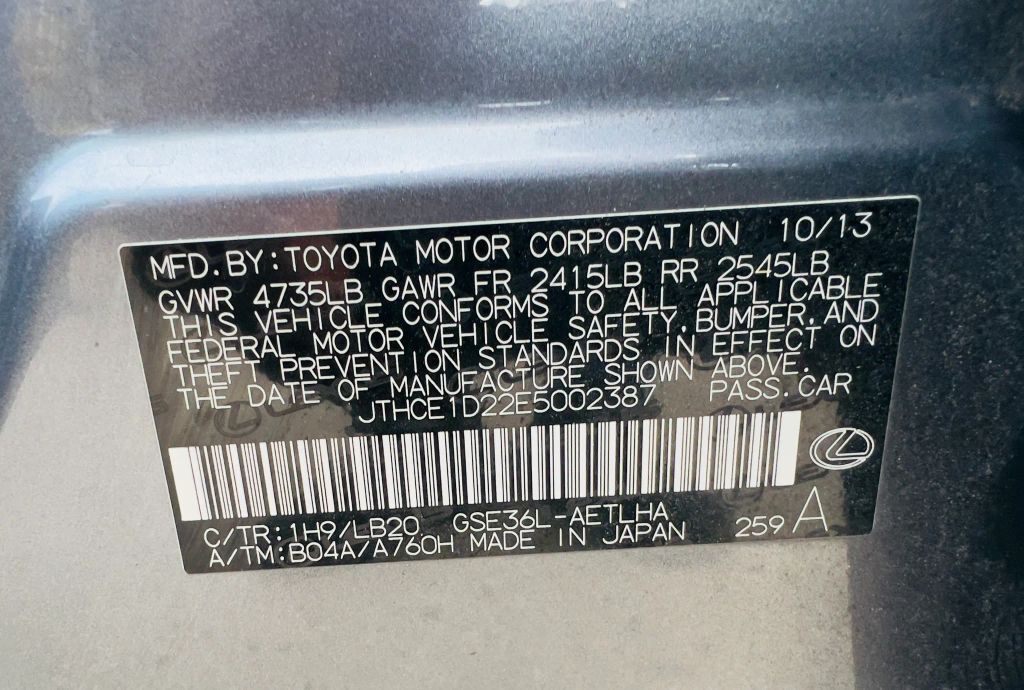 MFD.BY:TOYOTA MOTOR CORPORATION 10/13
GVWR 4735LB GAWR FR 2415LB RR 2545LB
THIS VEHICLE CONFORMS TO ALL APPLICABLE
FEDERAL MOTOR VEHICLE SAFETY,BUMPER,AND
THEFT PREVENTION STANDARDS IN EFFECT ON
THE DATE OF MANUFACTURE SHOWN ABOVE.
JTHCE1D22E5002387 PASS.CAR
C/TR:1H9/LB20 GSE36L-AETLHA
A/TM:B04A/A760H MADE IN JAPAN 259 A